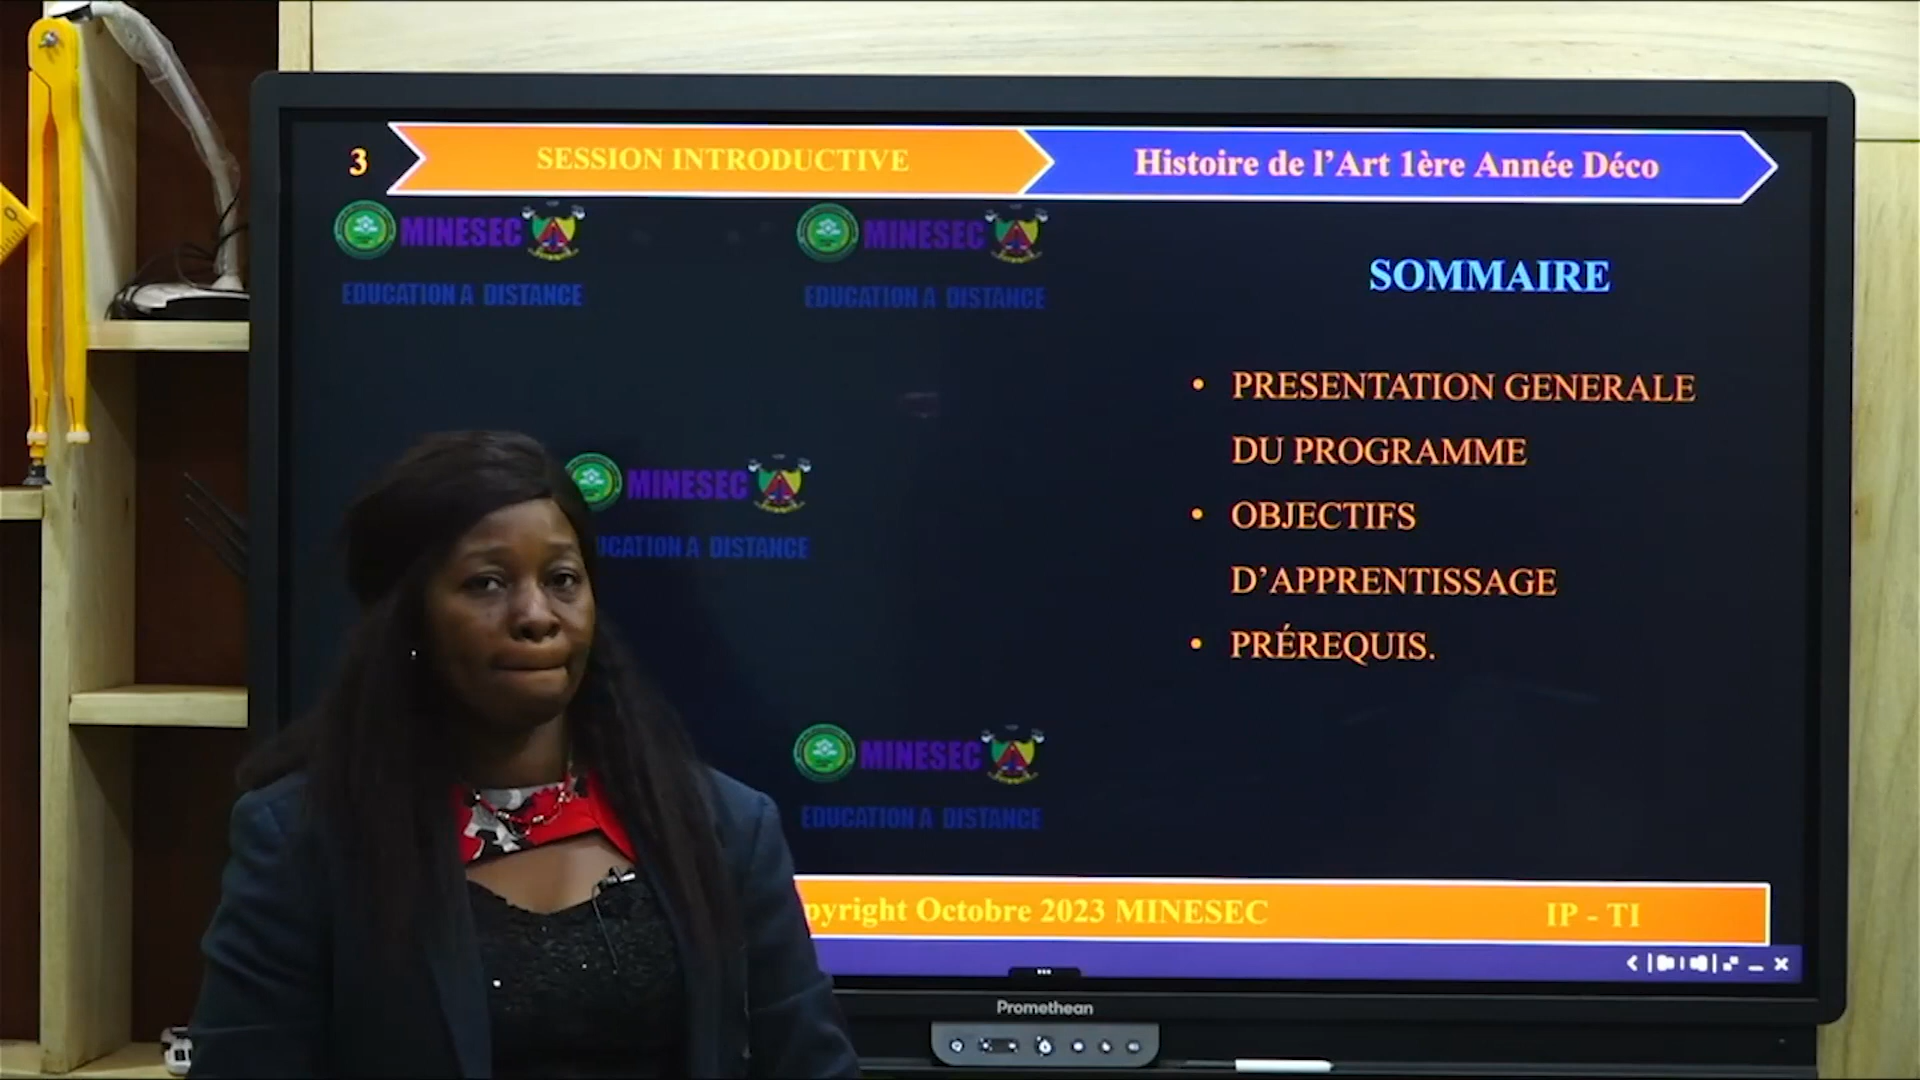 3
SESSION INTRODUCTIVE
Histoire de l’Art 1ère Année Déco
MINESEC
EDUCATION A DISTANCE
MINESEC
EDUCATION A DISTANCE
SOMMAIRE
• PRESENTATION GENERALE
DU PROGRAMME
• OBJECTIFS
D’APPRENTISSAGE
• PRÉREQUIS.
MINESEC
UCATION A DISTANCE
MINESEC
EDUCATION A DISTANCE
pyright Octobre 2023 MINESEC
IP - TI
Promethean